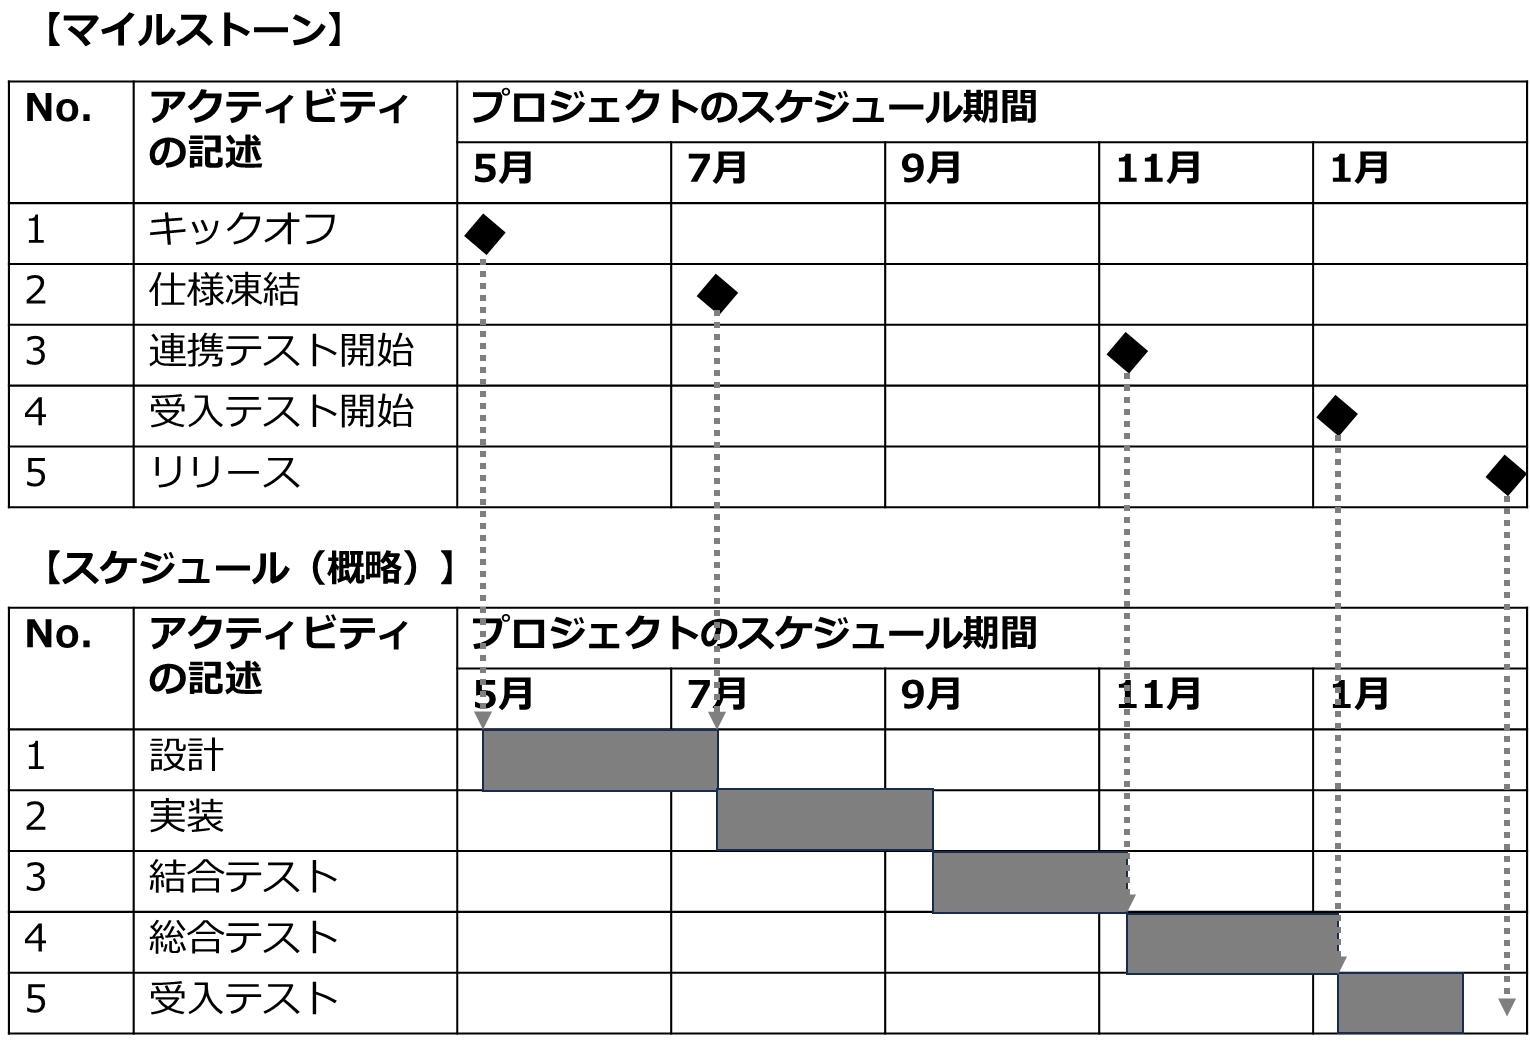 【マイルストーン】
No. アクティビティ プロジェクトのスケジュール期間
の記述
5月 7月 9月 11月 1月
1 キックオフ
2 仕様凍結
3 連携テスト開始
4 受入テスト開始
5 リリース
【スケジュール（概略）】
No. アクティビティ プロジェクトのスケジュール期間
の記述
5月 7月 9月 11月 1月
1 設計
2 実装
3 結合テスト
4 総合テスト
5 受入テスト